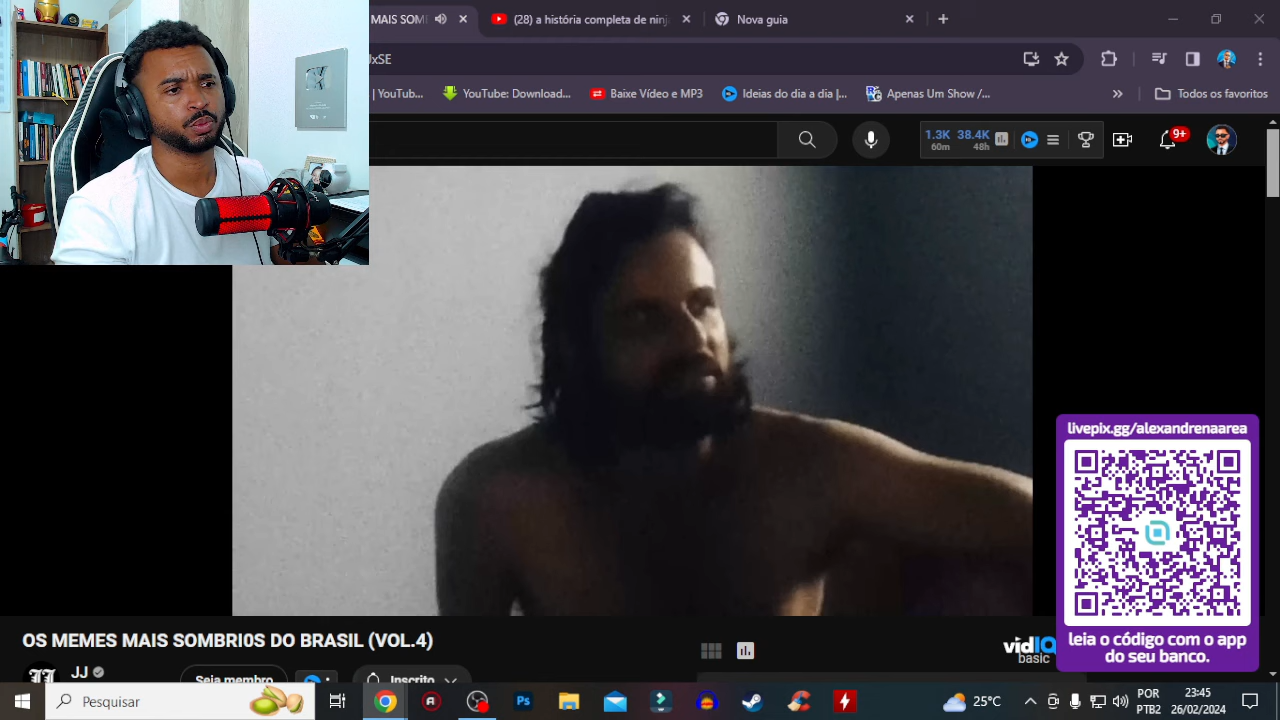 MAIS SOMI
(28) a história completa de ninj
Nova guia
JxSE
| YouTub...
YouTube: Download...
Baixe Vídeo e MP3
Ideias do dia a dia |...
Apenas Um Show /...
Todos os favoritos
1.3K 38.4K
60m 48h
9+
livepix.gg/alexandrenaarea
leia o código com o app
do seu banco.
OS MEMES MAIS SOMBRI0S DO BRASIL (VOL.4)
vidIQ
basic
JJ
Seja membro
Inscrito
Pesquisar
Ps
25°C
POR
PTB2
23:45
26/02/2024